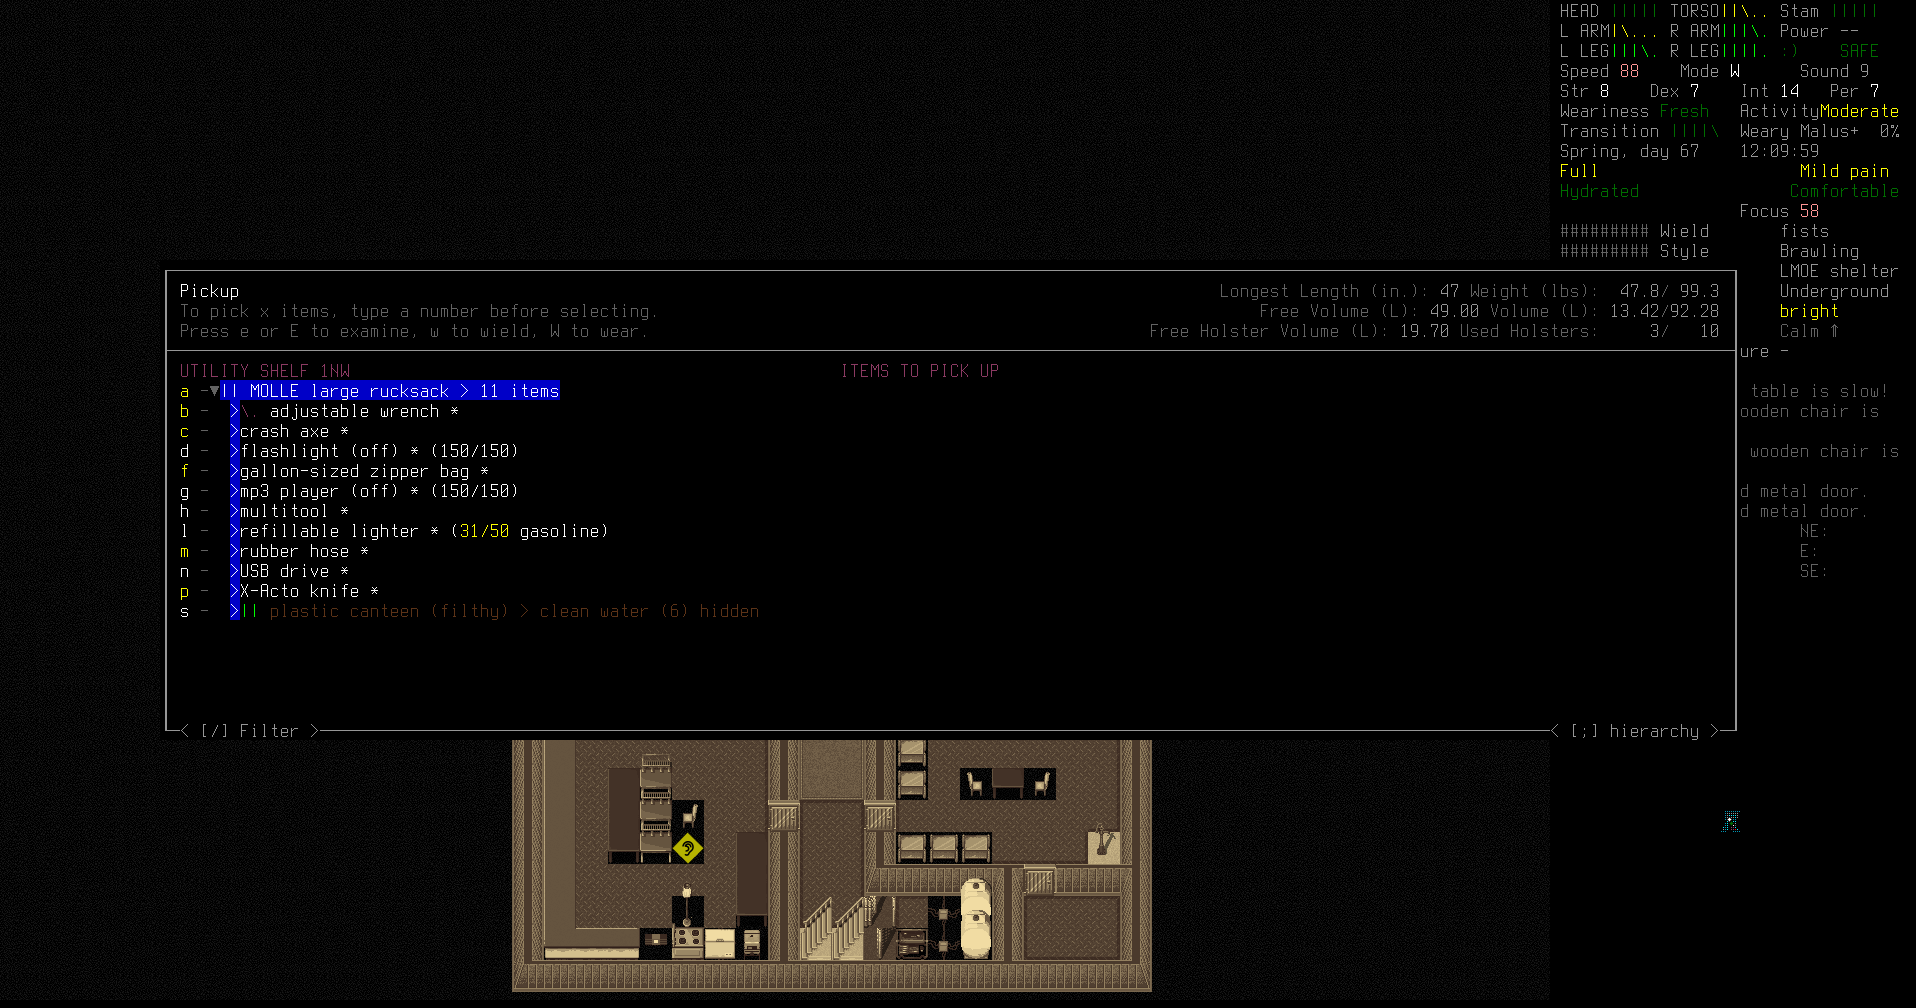 HEAD ||||| TORSO||\.. Stam |||||
L ARM|\... R ARM|||\. Power --
L LEG|||\. R LEG||||. :) SAFE
Speed 88 Mode W Sound 9
Str 8 Dex 7 Int 14 Per 7
Weariness Fresh ActivityModerate
Transition ||||\ Weary Malus+ 0%
Spring, day 67 12:09:59
Full Mild pain
Hydrated Comfortable
Focus 58
######### Wield fists
######### Style Brawling
LMOE shelter
Pickup Longest Length (in.): 47 Weight (lbs): 47.8/ 99.3 Underground
To pick x items, type a number before selecting. Free Volume (L): 49.00 Volume (L): 13.42/92.28 bright
Press e or E to examine, w to wield, W to wear. Free Holster Volume (L): 19.70 Used Holsters: 3/ 10 Calm ⇑
ure -
UTILITY SHELF 1NW ITEMS TO PICK UP
a -▼|| MOLLE large rucksack > 11 items table is slow!
b - >\. adjustable wrench * ooden chair is
c - >crash axe *
d - >flashlight (off) * (150/150) wooden chair is
f - >gallon-sized zipper bag *
g - >mp3 player (off) * (150/150) d metal door.
h - >multitool * d metal door.
l - >refillable lighter * (31/50 gasoline) NE:
m - >rubber hose * E:
n - >USB drive * SE:
p - >X-Acto knife *
s - >|| plastic canteen (filthy) > clean water (6) hidden
< [/] Filter > < [;] hierarchy >